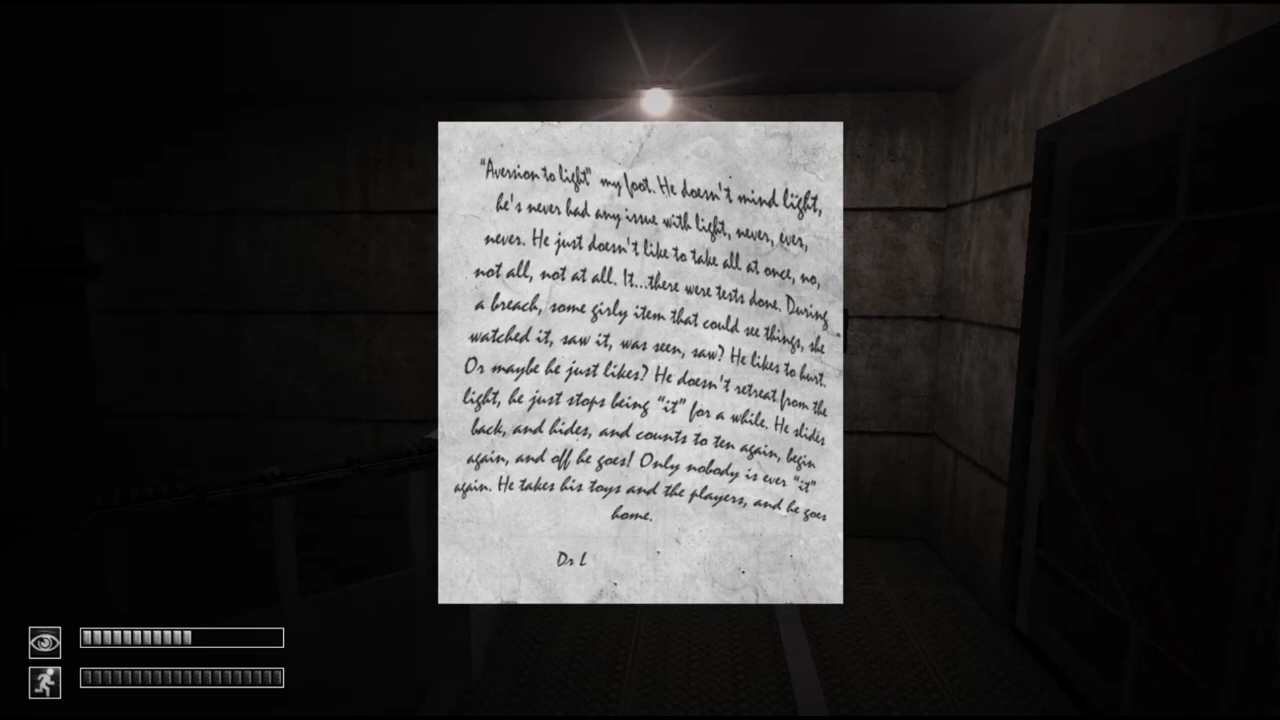 “Aversion to light” my foot. He doesn't mind light,
he's never had any issue with light, never, ever,
never. He just doesn't like to take all at once, no,
not all, not at all. It...there were tests done. During
a breach, some girly item that could see things, she
watched it, saw it, was seen, saw? He likes to hurt.
Or maybe he just likes? He doesn't retreat from the
light, he just stops being “it” for a while. He slides
back, and hides, and counts to ten again, begin
again, and off he goes! Only nobody is ever “it”
again. He takes his toys and the players, and he goes
home.
Dr L